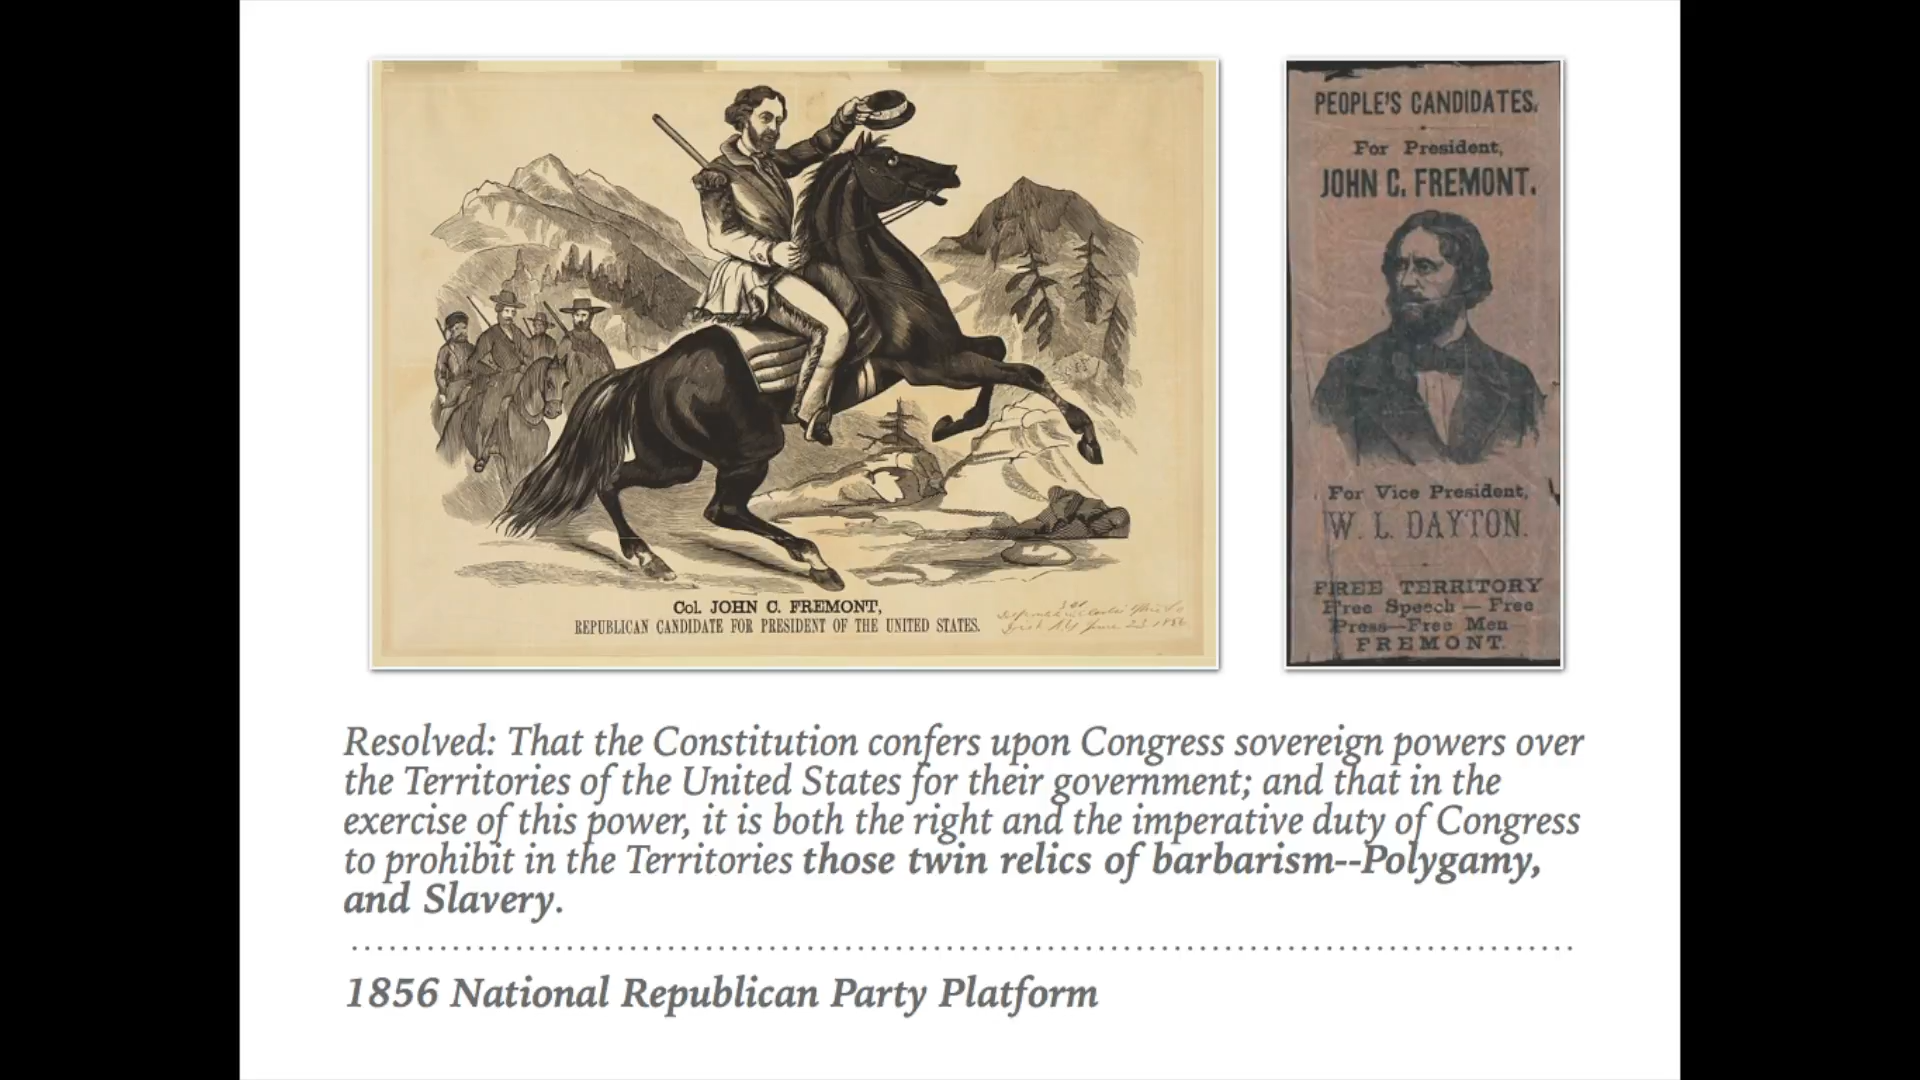 Col. JOHN C. FREMONT,
REPUBLICAN CANDIDATE FOR PRESIDENT OF THE UNITED STATES.
PEOPLE'S CANDIDATES.
For President,
JOHN C. FREMONT.
For Vice President,
W. L. DAYTON.
FREE TERRITORY
Free Speech — Free
Press—Free Men
FREMONT.
Resolved: That the Constitution confers upon Congress sovereign powers over
the Territories of the United States for their government; and that in the
exercise of this power, it is both the right and the imperative duty of Congress
to prohibit in the Territories those twin relics of barbarism--Polygamy,
and Slavery.
1856 National Republican Party Platform